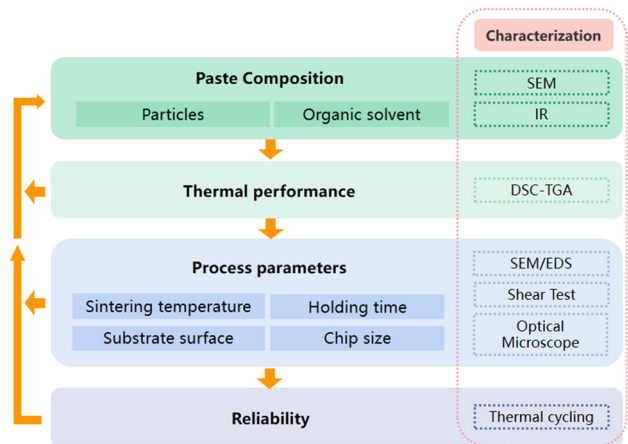 Characterization
Paste Composition
SEM
Particles
Organic solvent
IR
Thermal performance
DSC-TGA
Process parameters
SEM/EDS
Sintering temperature
Holding time
Shear Test
Substrate surface
Chip size
Optical
Microscope
Reliability
Thermal cycling